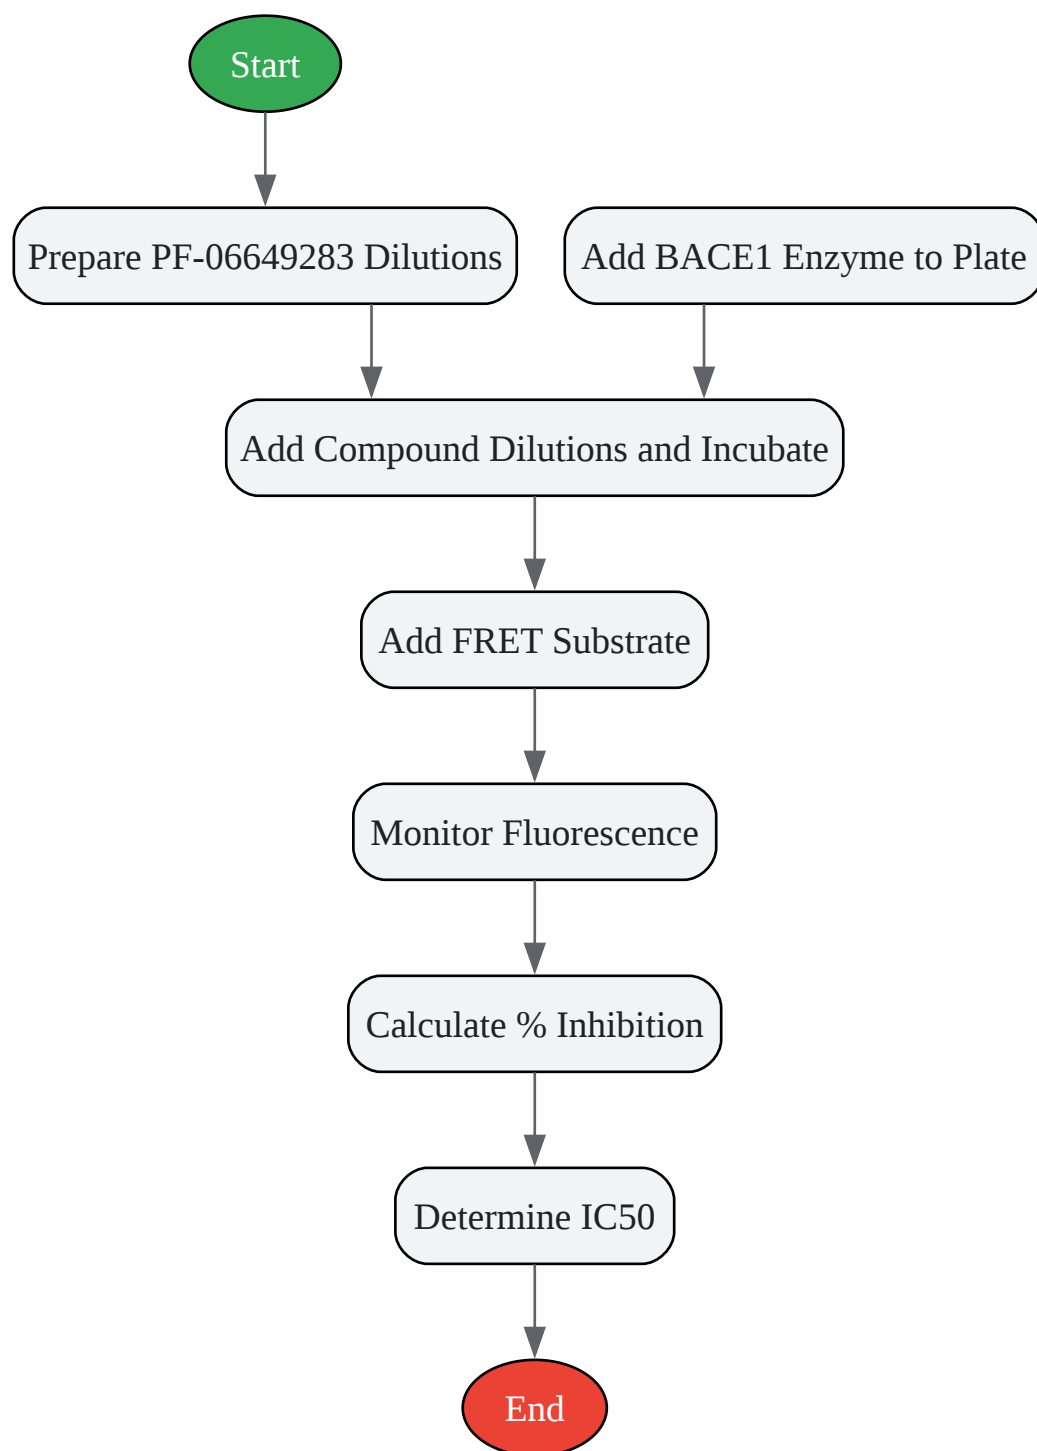 Start
Prepare PF-06649283 Dilutions
Add BACE1 Enzyme to Plate
Add Compound Dilutions and Incubate
Add FRET Substrate
Monitor Fluorescence
Calculate % Inhibition
Determine IC50
End